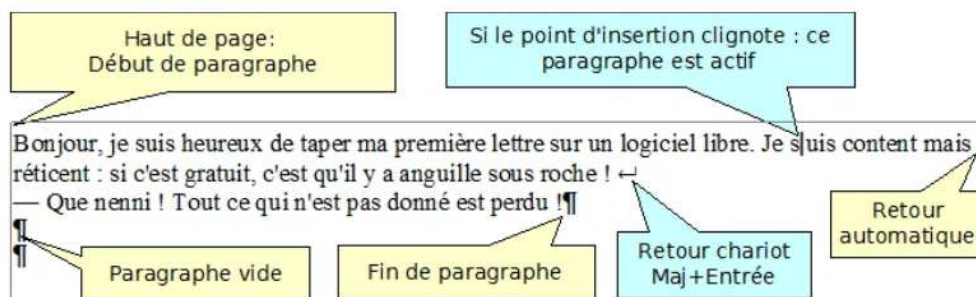 Haut de page:
Début de paragraphe
Si le point d'insertion clignote : ce
paragraphe est actif
Bonjour, je suis heureux de taper ma première lettre sur un logiciel libre. Je suis content mais
réticent : si c'est gratuit, c'est qu'il y a anguille sous roche ! ↵
— Que nenni ! Tout ce qui n'est pas donné est perdu !¶
¶
¶
Paragraphe vide
Fin de paragraphe
Retour chariot
Maj+Entrée
Retour
automatique